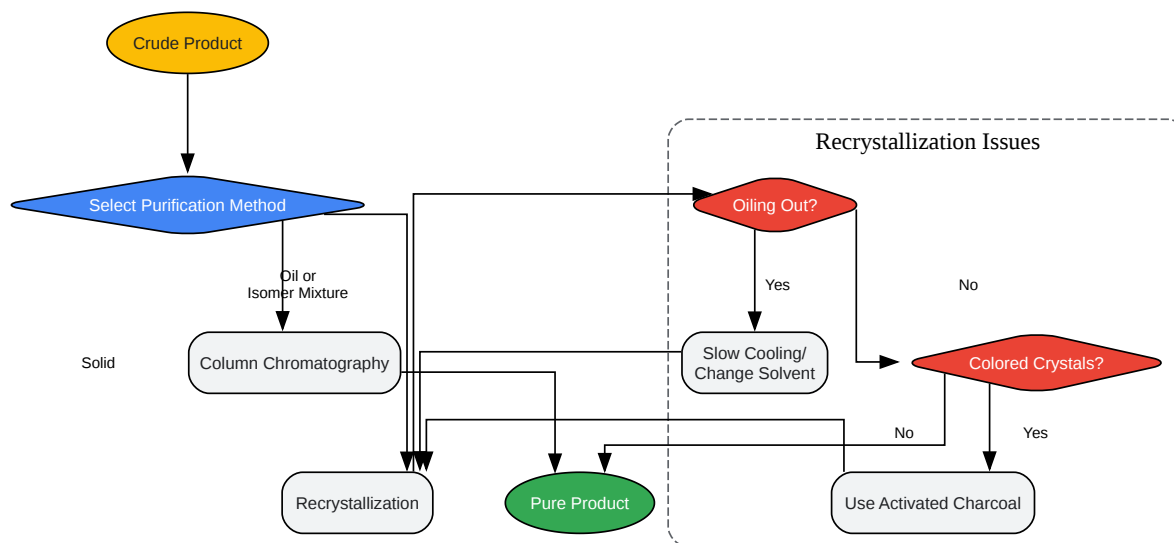 Crude Product
Recrystallization Issues
Select Purification Method
Oiling Out?
Oil or
Isomer Mixture
Yes
No
Solid
Column Chromatography
Slow Cooling/
Change Solvent
Colored Crystals?
No
Yes
Recrystallization
Pure Product
Use Activated Charcoal